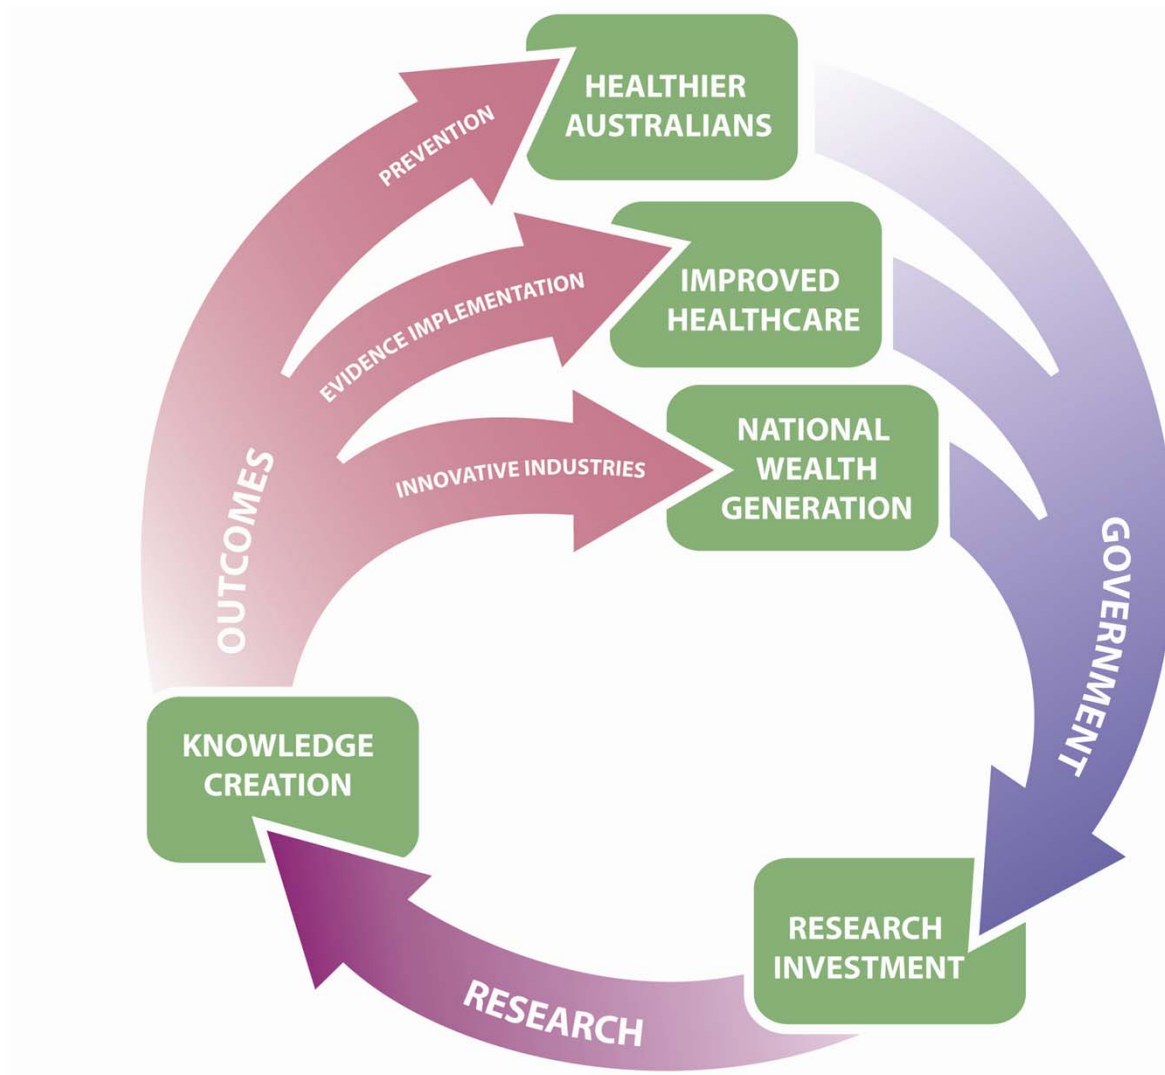 HEALTHIER
AUSTRALIANS
PREVENTION
IMPROVED
HEALTHCARE
EVIDENCE IMPLEMENTATION
NATIONAL
WEALTH
GENERATION
INNOVATIVE INDUSTRIES
OUTCOMES
GOVERNMENT
KNOWLEDGE
CREATION
RESEARCH
INVESTMENT
RESEARCH